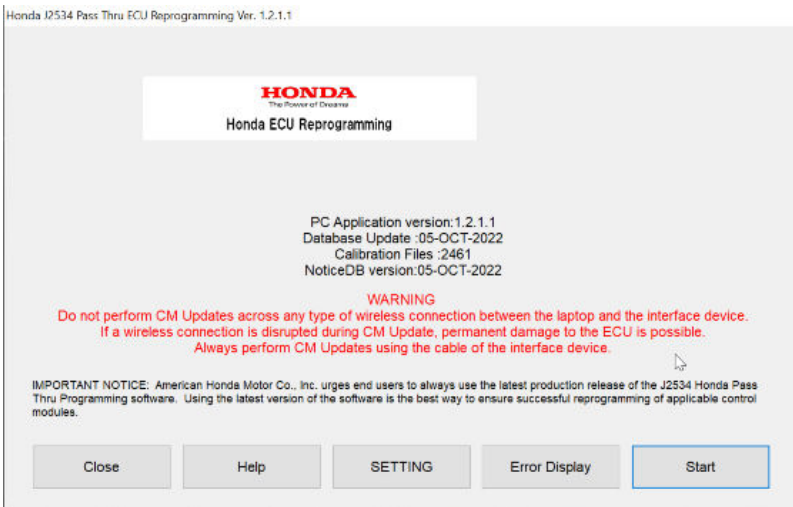 Honda J2534 Pass Thru ECU Reprogramming Ver. 1.2.1.1
HONDA
The Power of Dreams
Honda ECU Reprogramming
PC Application version:1.2.1.1
Database Update :05-OCT-2022
Calibration Files :2461
NoticeDB version:05-OCT-2022
WARNING
Do not perform CM Updates across any type of wireless connection between the laptop and the interface device.
If a wireless connection is disrupted during CM Update, permanent damage to the ECU is possible.
Always perform CM Updates using the cable of the interface device.
IMPORTANT NOTICE: American Honda Motor Co., Inc. urges end users to always use the latest production release of the J2534 Honda Pass
Thru Programming software. Using the latest version of the software is the best way to ensure successful reprogramming of applicable control
modules.
Close
Help
SETTING
Error Display
Start